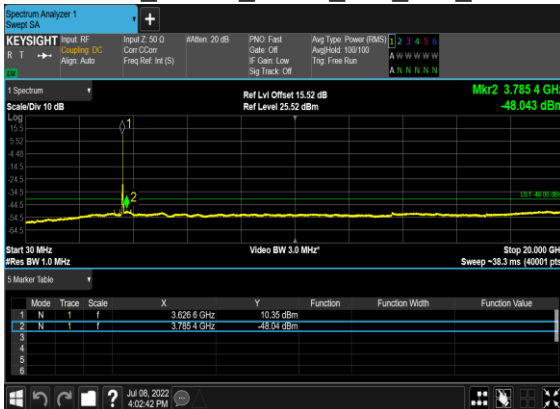 Spectrum Analyzer 1
Swept SA
KEYSIGHT Input: RF Input Z: 50 Ω #Atten: 20 dB PNO: Fast Avg Type: Power (RMS) 1 2 3 4 5 6
R T Coupling: DC Corr CCorr Gate: Off Avg|Hold: 100/100 A W W W W W
Align: Auto Freq Ref: Int (S) IF Gain: Low Trig: Free Run
Sig Track: Off A N N N N N
LNI
1 Spectrum Ref Lvl Offset 15.52 dB Mkr2 3.785 4 GHz
Scale/Div 10 dB Ref Level 25.52 dBm -48.043 dBm
Log
15.5
5.52
-4.48
-14.5
-24.5
-34.5
-44.5
-54.5
-64.5
1
2
DL1 -40.00 dBm
Start 30 MHz Video BW 3.0 MHz* Stop 20.000 GHz
#Res BW 1.0 MHz Sweep ~38.3 ms (40001 pts)
5 Marker Table
Mode Trace Scale X Y Function Function Width Function Value
1 N 1 f 3.626 6 GHz 10.35 dBm
2 N 1 f 3.785 4 GHz -48.04 dBm
3
4
5
6
Jul 08, 2022
4:02:42 PM